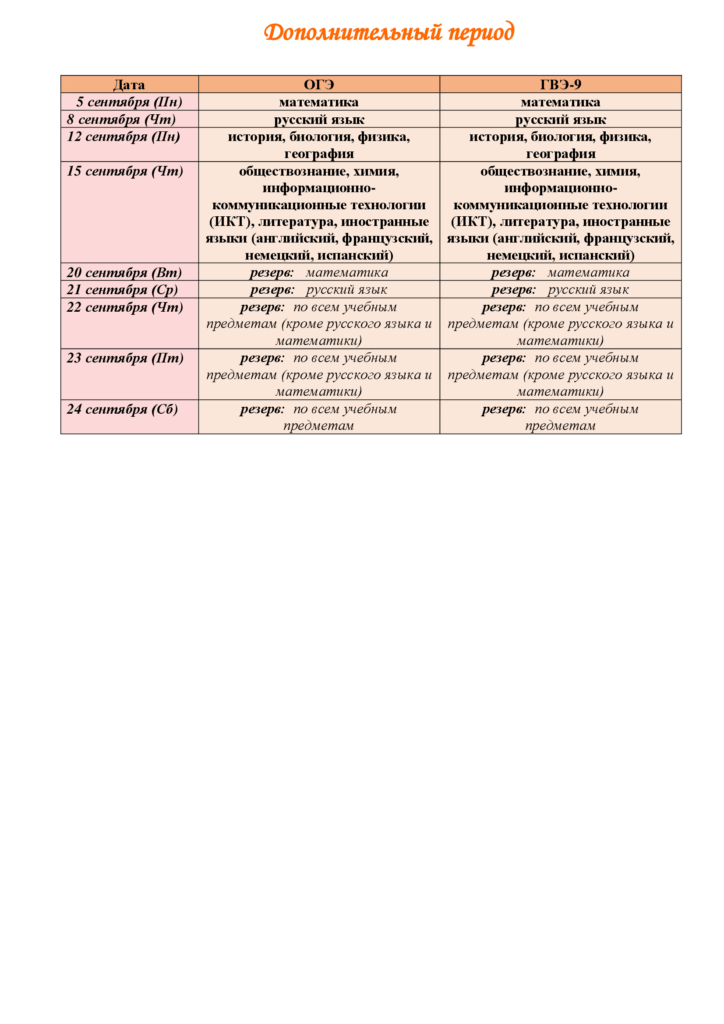 Дополнительный период
Дата ОГЭ ГВЭ-9
5 сентября (Пн) математика математика
8 сентября (Чт) русский язык русский язык
12 сентября (Пн) история, биология, физика, история, биология, физика,
география география
15 сентября (Чт) обществознание, химия, обществознание, химия,
информационно- информационно-
коммуникационные технологии коммуникационные технологии
(ИКТ), литература, иностранные (ИКТ), литература, иностранные
языки (английский, французский, языки (английский, французский,
немецкий, испанский) немецкий, испанский)
20 сентября (Вт) резерв: математика резерв: математика
21 сентября (Ср) резерв: русский язык резерв: русский язык
22 сентября (Чт) резерв: по всем учебным резерв: по всем учебным
предметам (кроме русского языка и предметам (кроме русского языка и
математики) математики)
23 сентября (Пт) резерв: по всем учебным резерв: по всем учебным
предметам (кроме русского языка и предметам (кроме русского языка и
математики) математики)
24 сентября (Сб) резерв: по всем учебным резерв: по всем учебным
предметам предметам